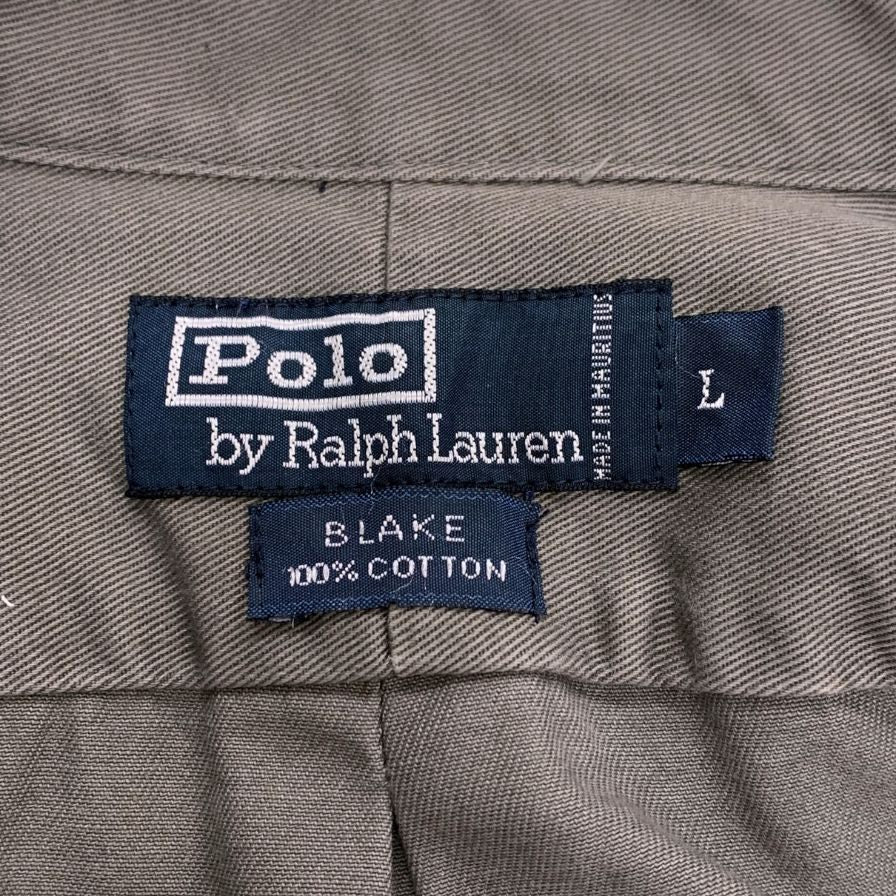 Polo
by Ralph Lauren
MADE IN MAURITIUS
L
BLAKE
100% COTTON